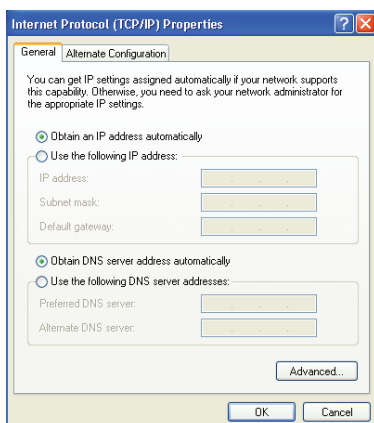 Internet Protocol (TCP/IP) Properties
General
Alternate Configuration
You can get IP settings assigned automatically if your network supports
this capability. Otherwise, you need to ask your network administrator for
the appropriate IP settings.
Obtain an IP address automatically
Use the following IP address:
IP address:
Subnet mask:
Default gateway:
Obtain DNS server address automatically
Use the following DNS server addresses:
Preferred DNS server:
Alternate DNS server:
Advanced...
OK
Cancel